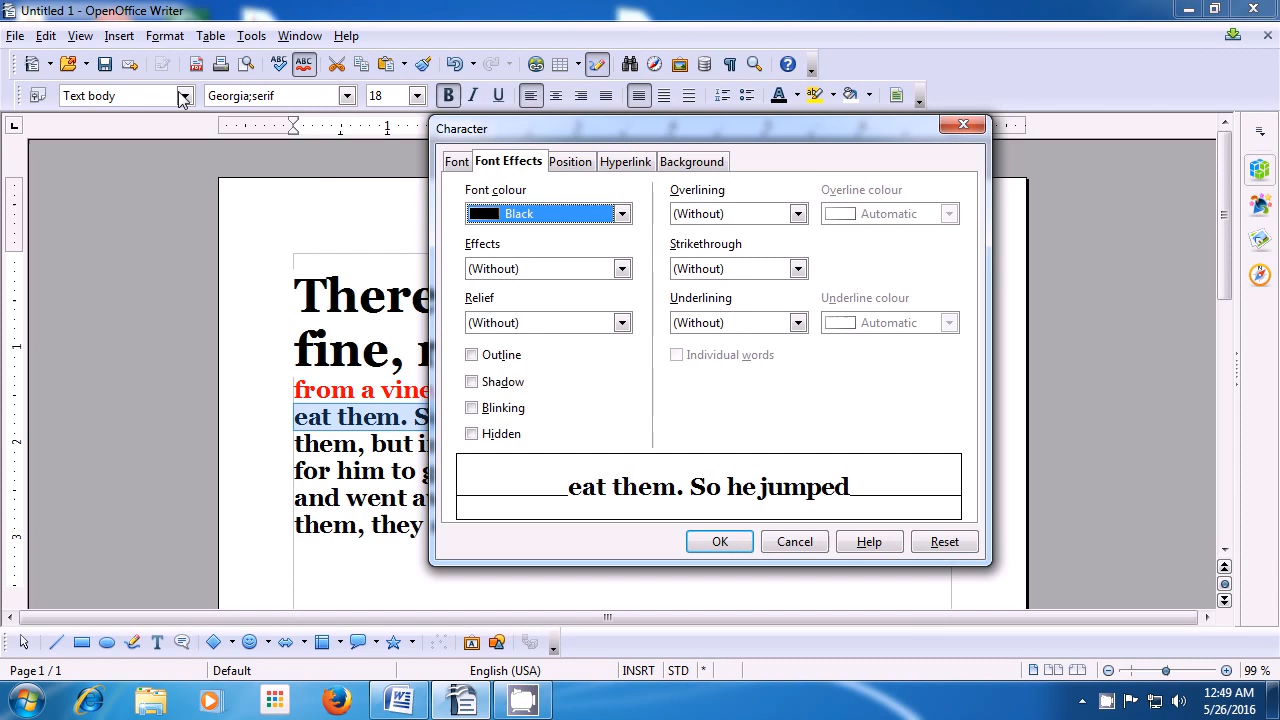 Untitled 1 - OpenOffice Writer
File Edit View Insert Format Table Tools Window Help
Text body Georgia;serif 18 B I U
1
Character
Font Font Effects Position Hyperlink Background
Font colour Overlining Overline colour
Black (Without) Automatic
Effects Strikethrough
(Without) (Without)
Relief Underlining Underline colour
(Without) (Without) Automatic
Outline Individual words
Shadow
Blinking
Hidden
eat them. So he jumped
OK Cancel Help Reset
There
fine,
from a vine
eat them. S
them, but i
for him to g
and went a
them, they
1
2
3
Page 1 / 1 Default English (USA) INSRT STD * 99 %
12:49 AM
5/26/2016